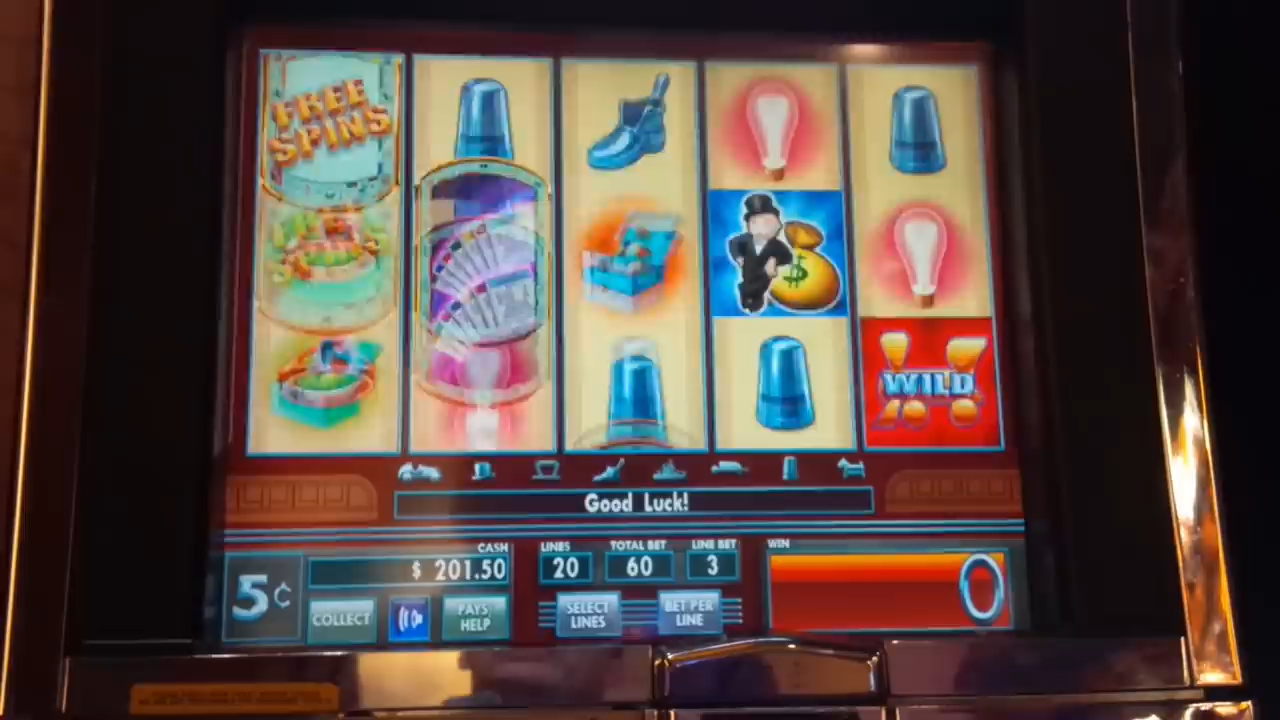 FREE
SPINS
$
WILD
Good Luck!
CASH
LINES
TOTAL BET
LINE BET
WIN
5¢
$ 201.50
20
60
3
0
COLLECT
PAYS
HELP
SELECT
LINES
BET PER
LINE